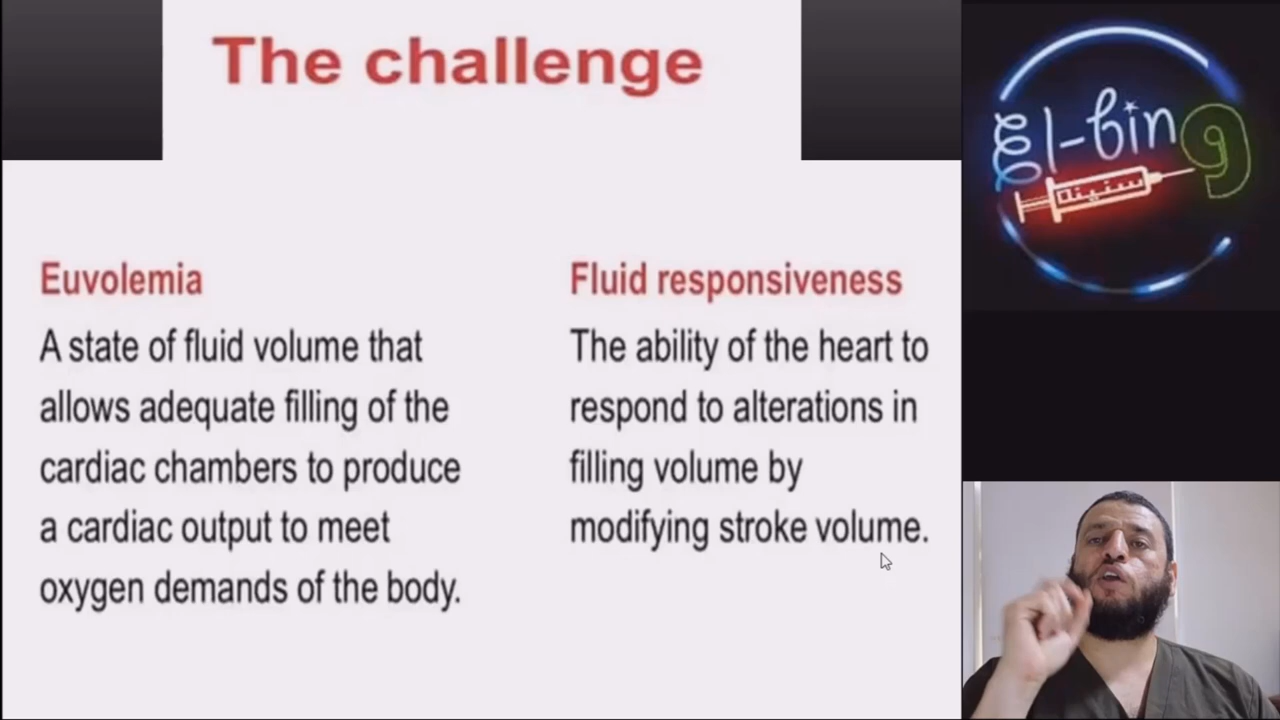 The challenge
Euvolemia
A state of fluid volume that
allows adequate filling of the
cardiac chambers to produce
a cardiac output to meet
oxygen demands of the body.
Fluid responsiveness
The ability of the heart to
respond to alterations in
filling volume by
modifying stroke volume.
El-bing
ستينة